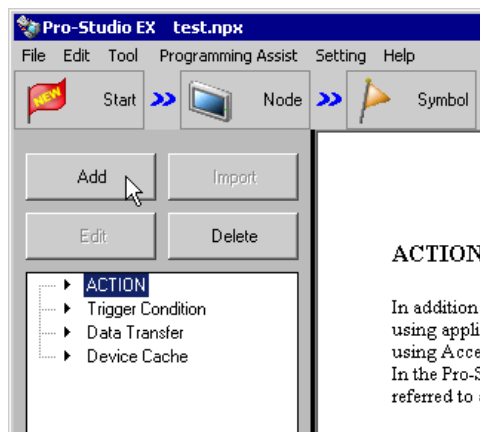 Pro-Studio EX test.npx
File Edit Tool Programming Assist Setting Help
NEW Start Node Symbol
Add Import
Edit Delete
ACTION
Trigger Condition
Data Transfer
Device Cache
ACTION
In addition
using appli
using Acce
In the Pro-S
referred to